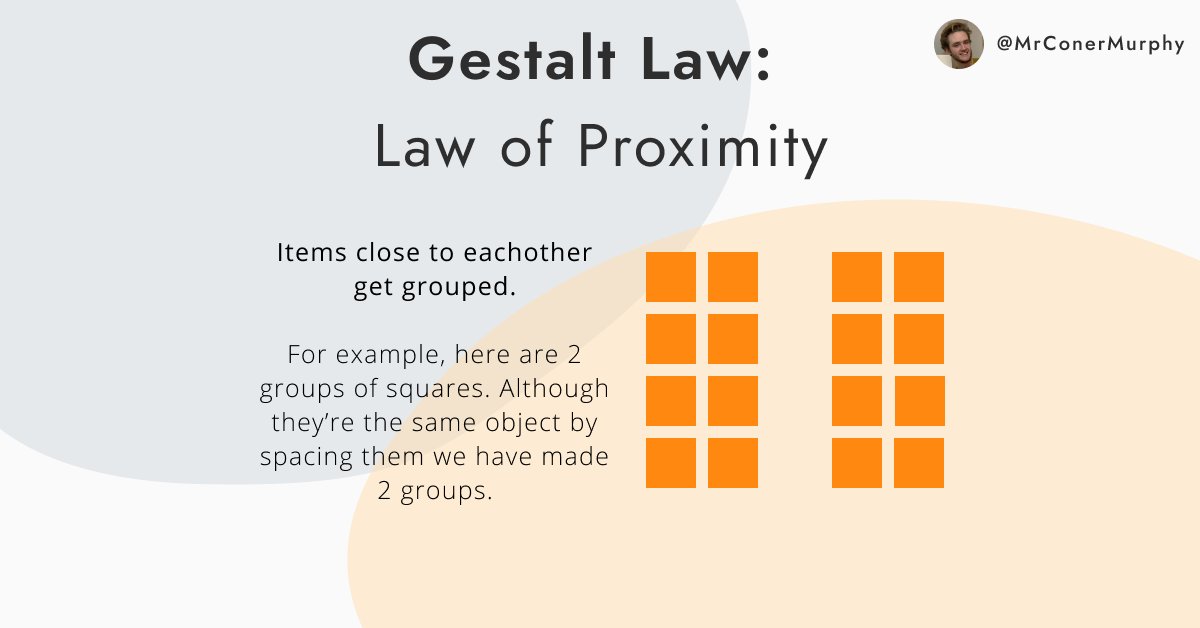 Gestalt Law:
@MrConerMurphy
Law of Proximity
Items close to eachother
get grouped.
For example, here are 2
groups of squares. Although
they’re the same object by
spacing them we have made
2 groups.